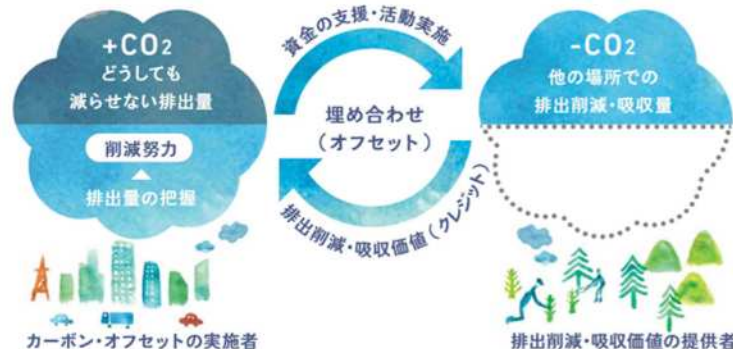 +CO2
どうしても
減らせない排出量
削減努力
排出量の把握
カーボン・オフセットの実施者
資金の支援・活動実施
埋め合わせ
(オフセット)
排出削減・吸収価値(クレジット)
-CO2
他の場所での
排出削減・吸収量
排出削減・吸収価値の提供者